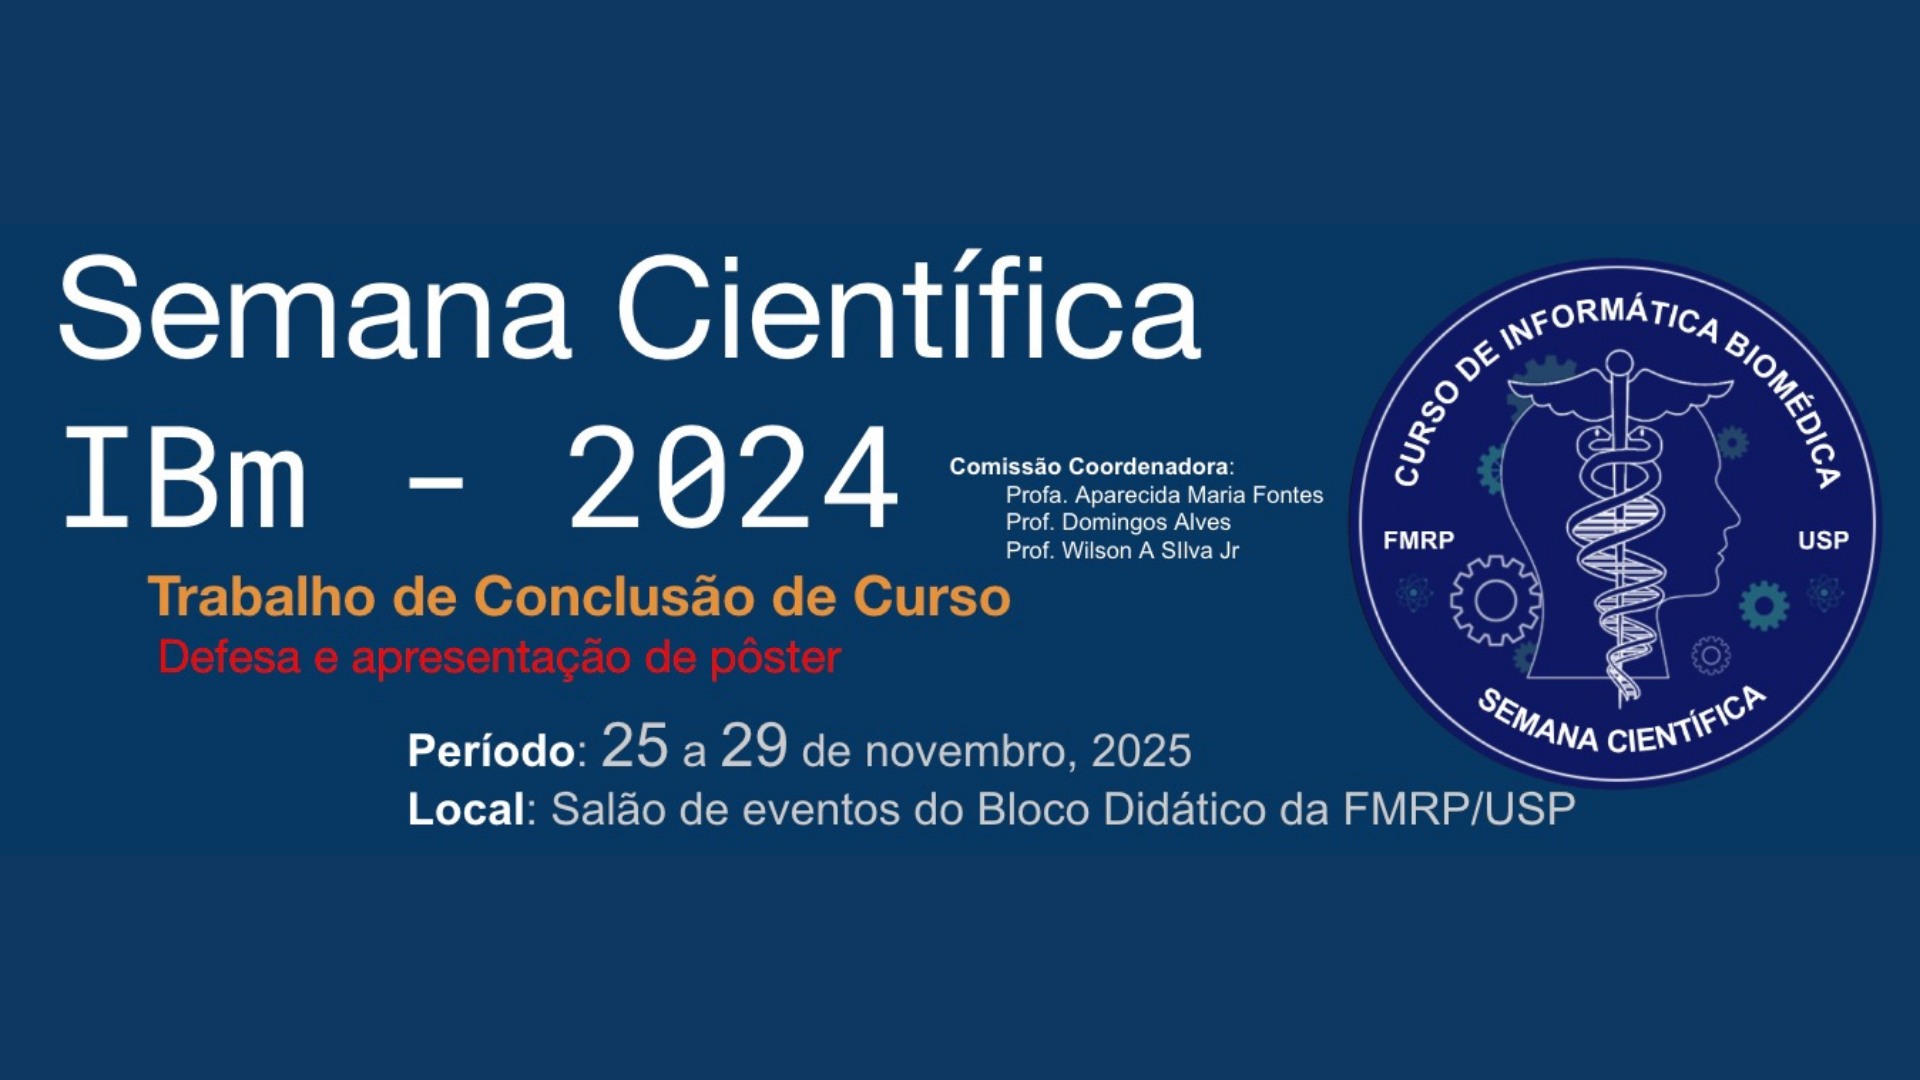 Semana Científica
IBm - 2024
Comissão Coordenadora:
Profa. Aparecida Maria Fontes
Prof. Domingos Alves
Prof. Wilson A SIlva Jr
Trabalho de Conclusão de Curso
Defesa e apresentação de pôster
Período: 25 a 29 de novembro, 2025
Local: Salão de eventos do Bloco Didático da FMRP/USP
CURSO DE INFORMÁTICA BIOMÉDICA
FMRP
USP
SEMANA CIENTÍFICA